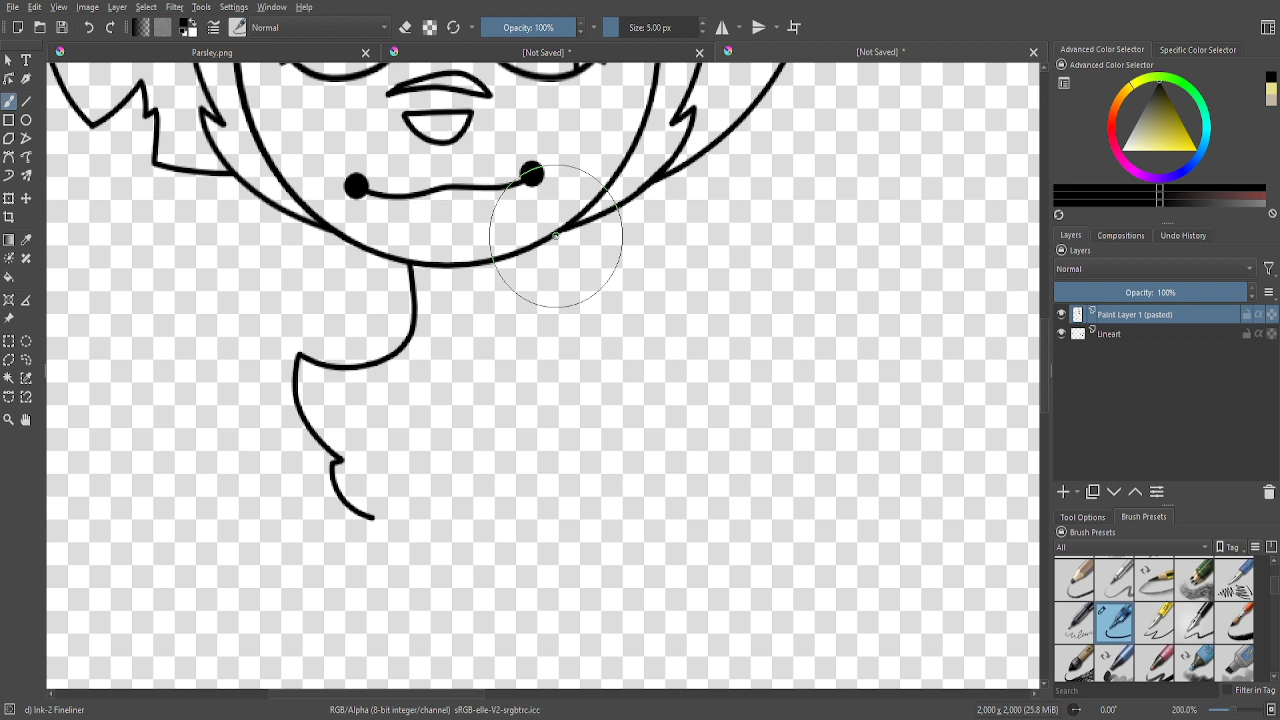 File Edit View Image Layer Select Filter Tools Settings Window Help
Normal Opacity: 100% Size: 5.00 px
Parsley.png [Not Saved] * [Not Saved] *
Advanced Color Selector Specific Color Selector
Advanced Color Selector
Layers Compositions Undo History
Layers
Normal
Opacity: 100%
Paint Layer 1 (pasted)
Lineart
Tool Options Brush Presets
Brush Presets
All Tag
Search Filter in Tag
d) Ink-2 Fineliner RGB/Alpha (8-bit integer/channel) sRGB-elle-V2-srgbtrc.icc 2,000 x 2,000 (25.8 MiB) 0.00° 200.0%